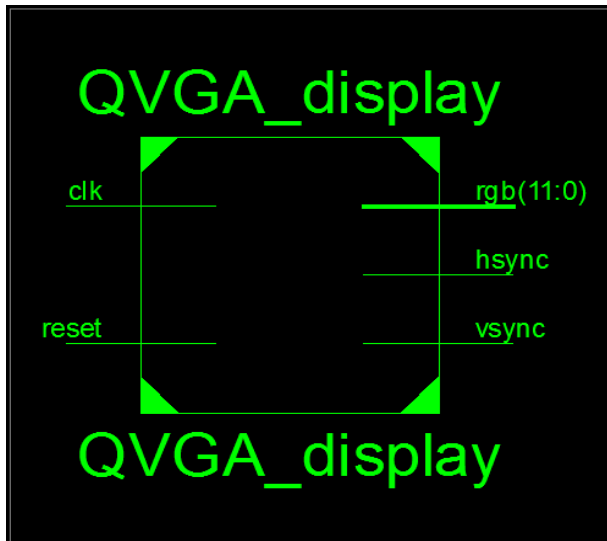 QVGA_display
clk
rgb(11:0)
hsync
reset
vsync
QVGA_display